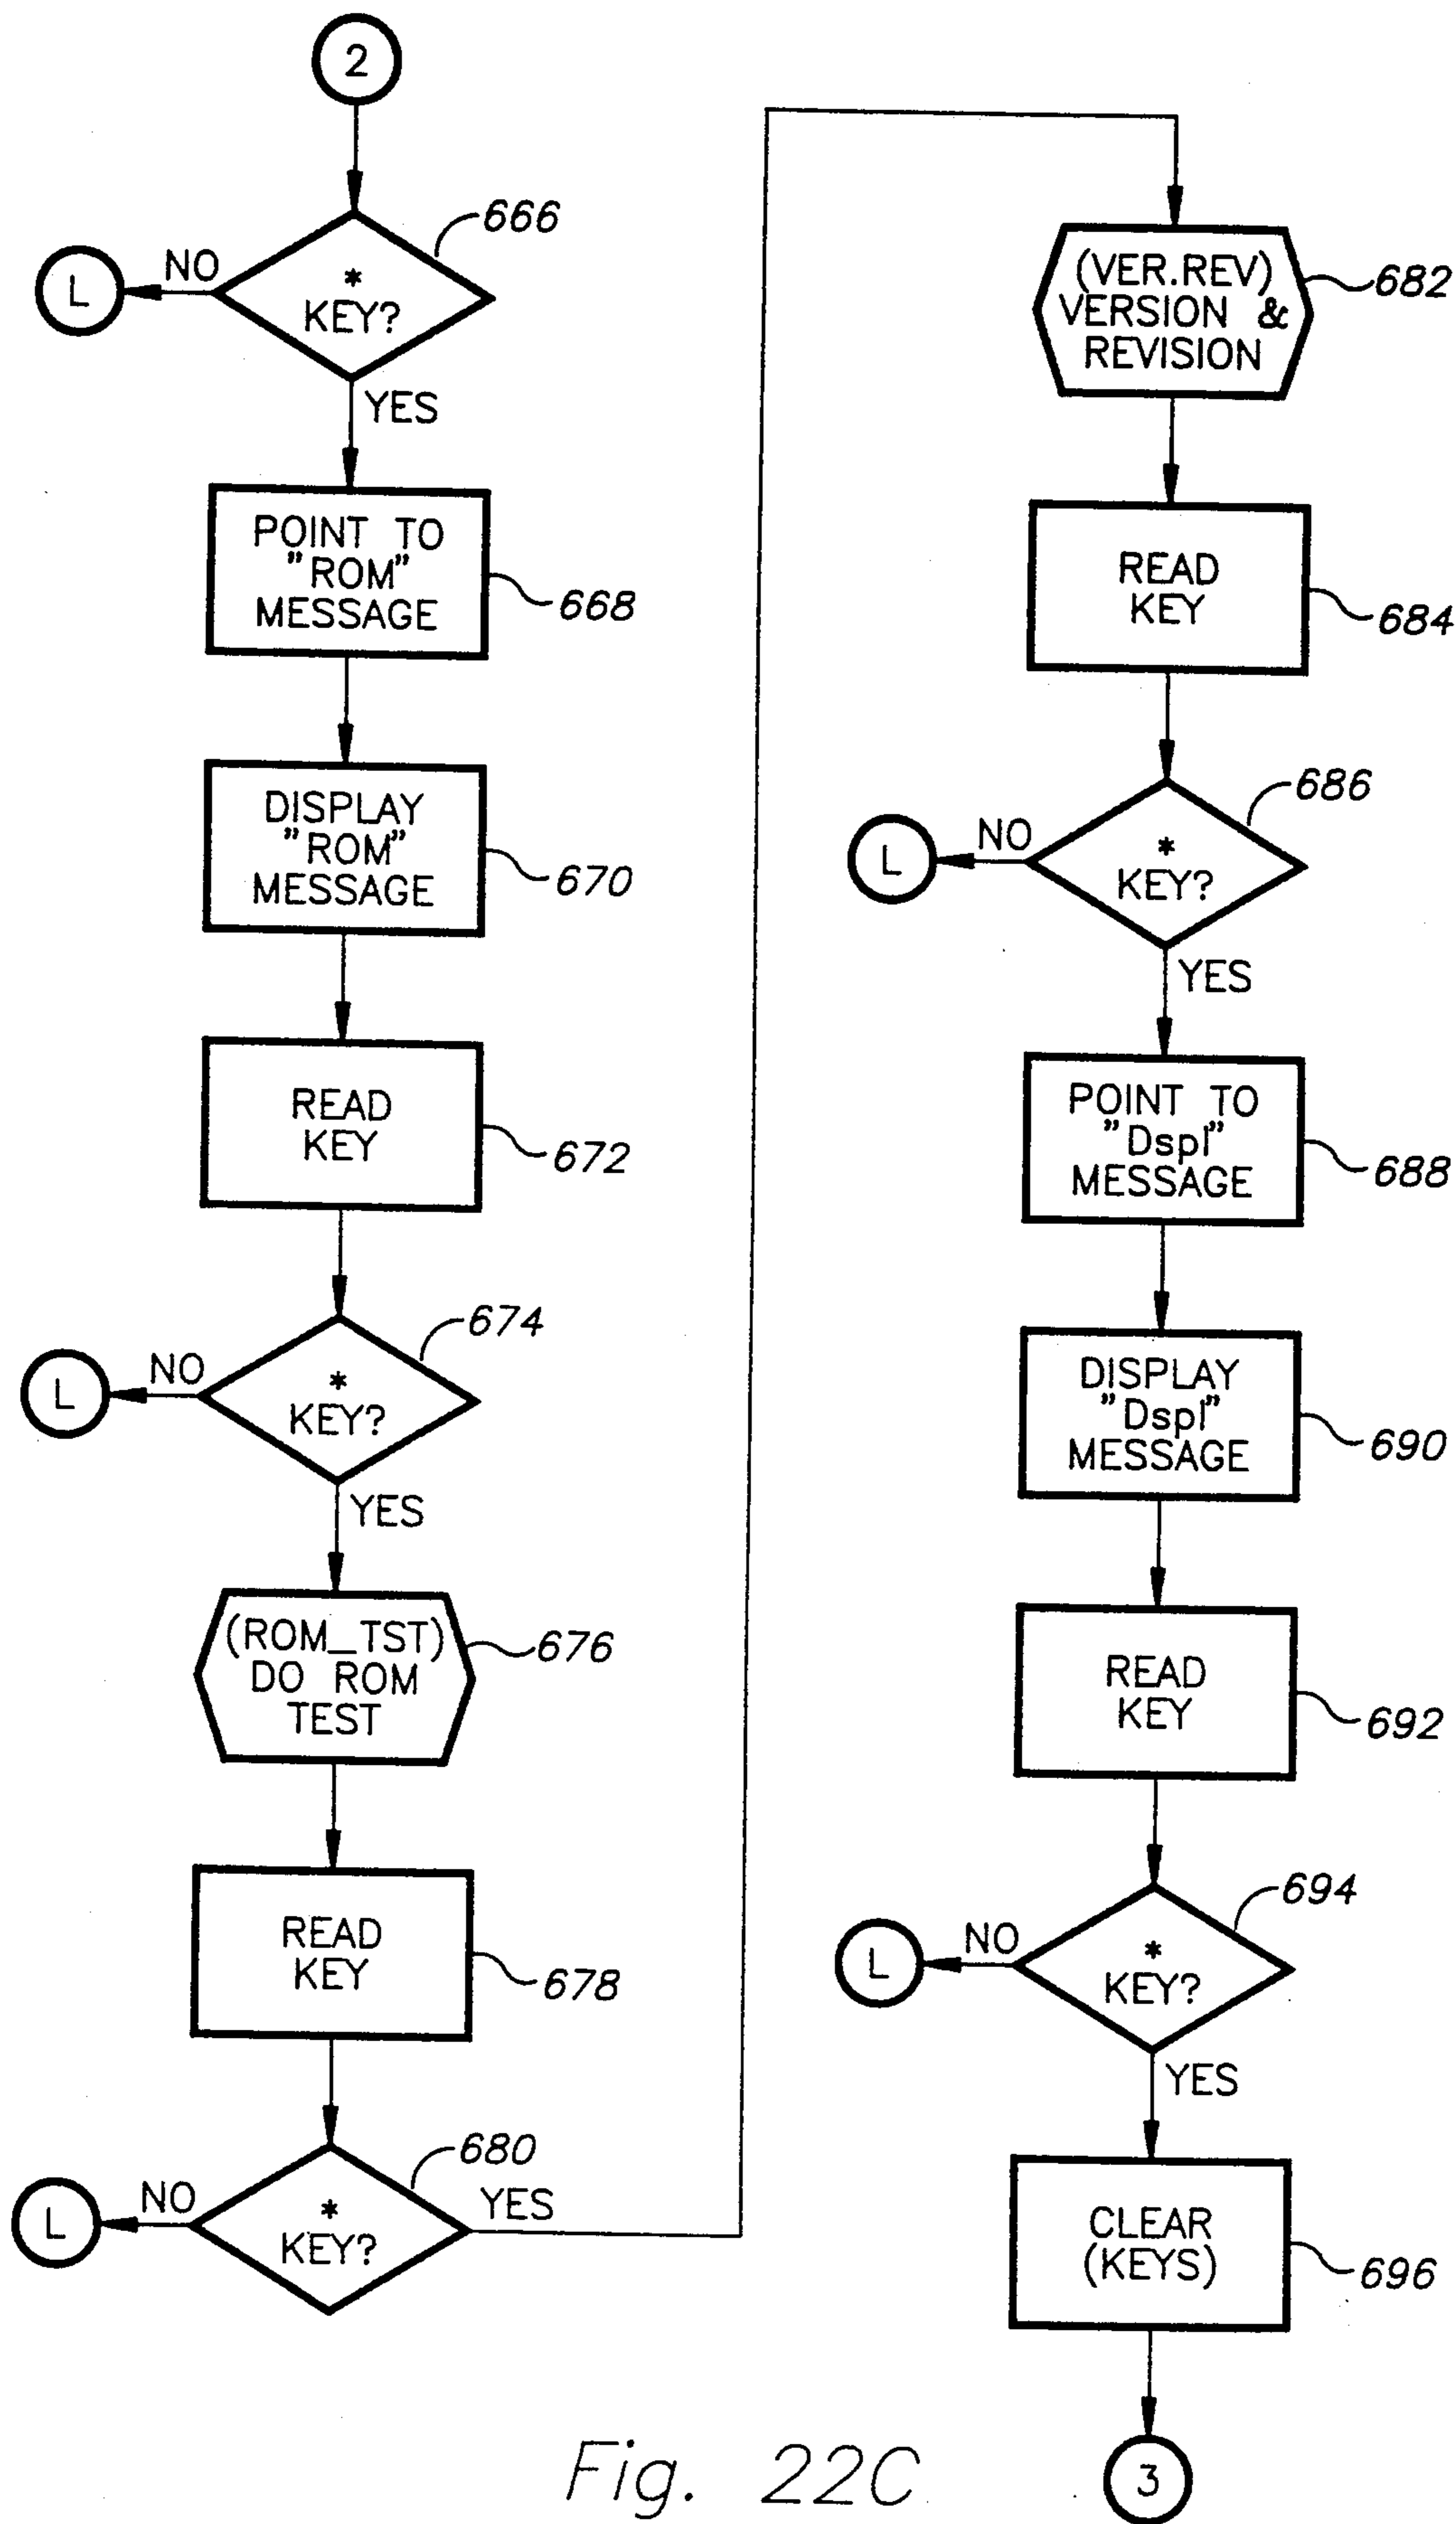 2
666
NO
L
*
KEY?
YES
POINT TO
"ROM"
MESSAGE
668
DISPLAY
"ROM"
MESSAGE
670
READ
KEY
672
674
NO
L
*
KEY?
YES
(ROM_TST)
DO ROM
TEST
676
READ
KEY
678
680
NO
L
*
KEY?
YES
(VER.REV)
VERSION &
REVISION
682
READ
KEY
684
686
NO
L
*
KEY?
YES
POINT TO
"Dspl"
MESSAGE
688
DISPLAY
"Dspl"
MESSAGE
690
READ
KEY
692
694
NO
L
*
KEY?
YES
CLEAR
(KEYS)
696
3
Fig. 22C